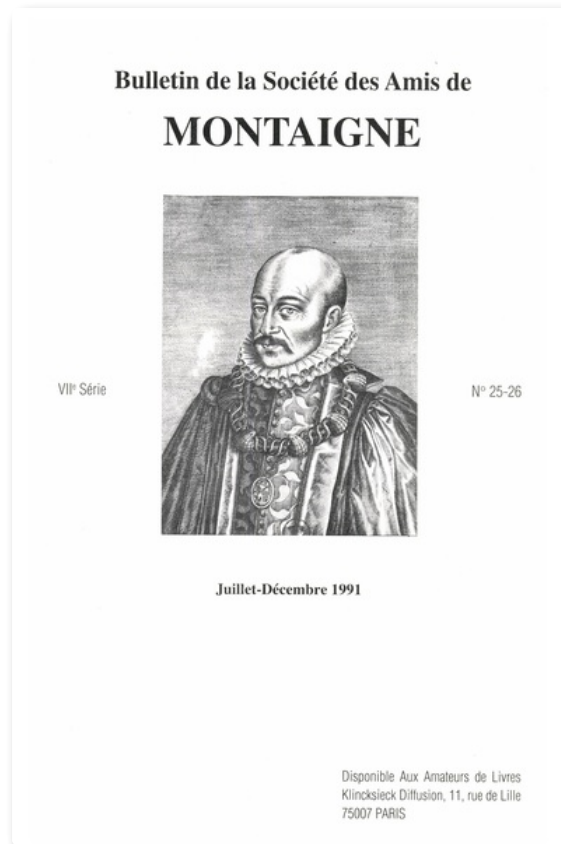 Bulletin de la Société des Amis de
MONTAIGNE
VIIe Série
No 25-26
Juillet-Décembre 1991
Disponible Aux Amateurs de Livres
Klincksieck Diffusion, 11, rue de Lille
75007 PARIS